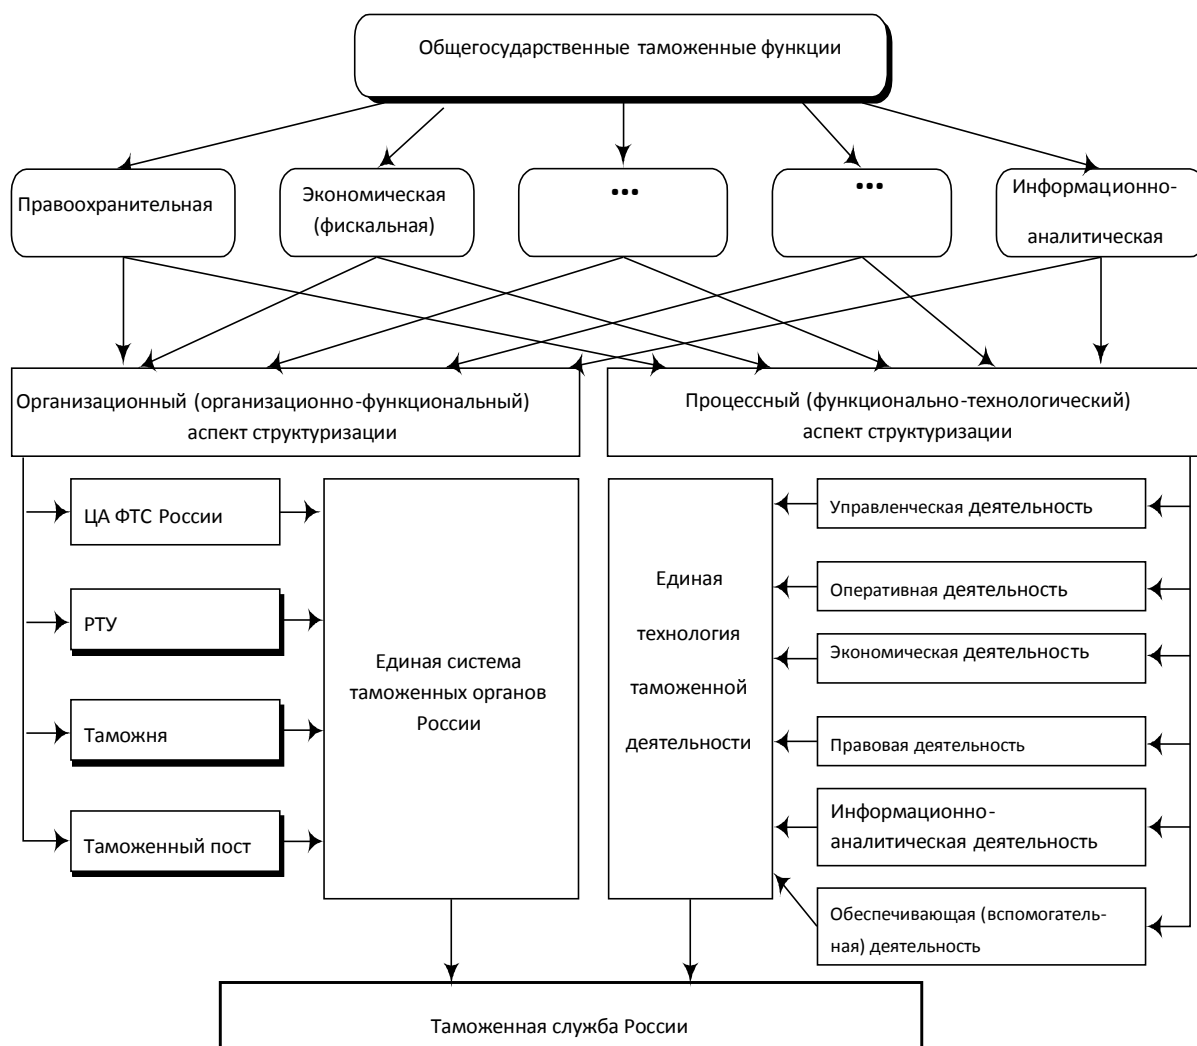 Общегосударственные таможенные функции
Правоохранительная
Экономическая
(фискальная)
...
...
Информационно-
аналитическая
Организационный (организационно-функциональный)
аспект структуризации
Процессный (функционально-технологический)
аспект структуризации
ЦА ФТС России
РТУ
Таможня
Таможенный пост
Единая система
таможенных органов
России
Единая
технология
таможенной
деятельности
Управленческая деятельность
Оперативная деятельность
Экономическая деятельность
Правовая деятельность
Информационно-
аналитическая деятельность
Обеспечивающая (вспомогатель-
ная) деятельность
Таможенная служба России